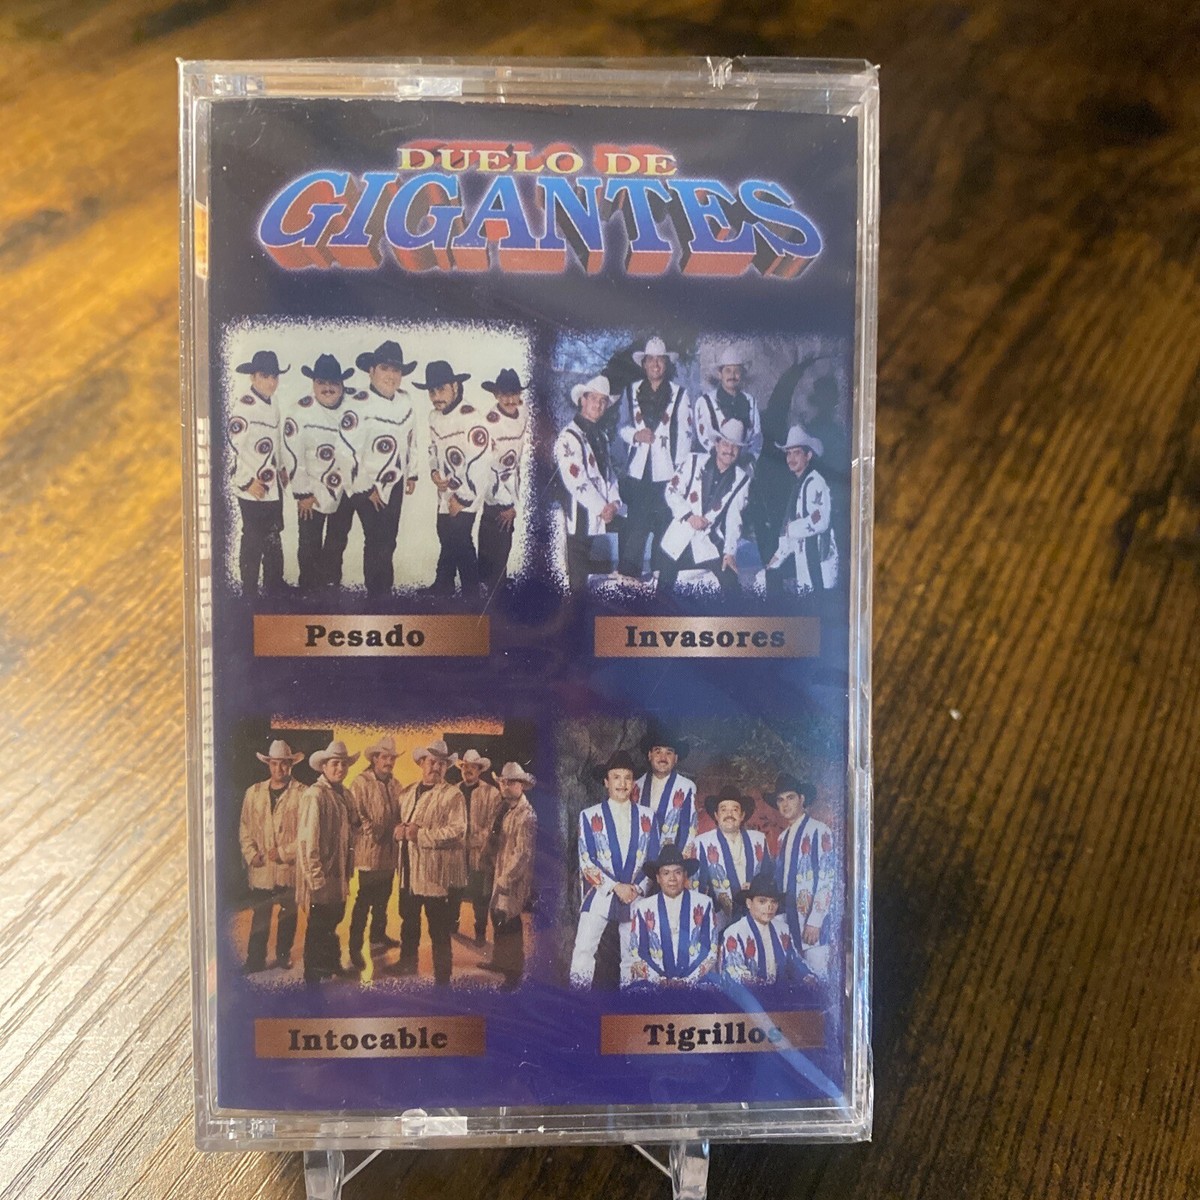 DUELO DE
GIGANTES
Pesado
Invasores
Intocable
Tigrillos